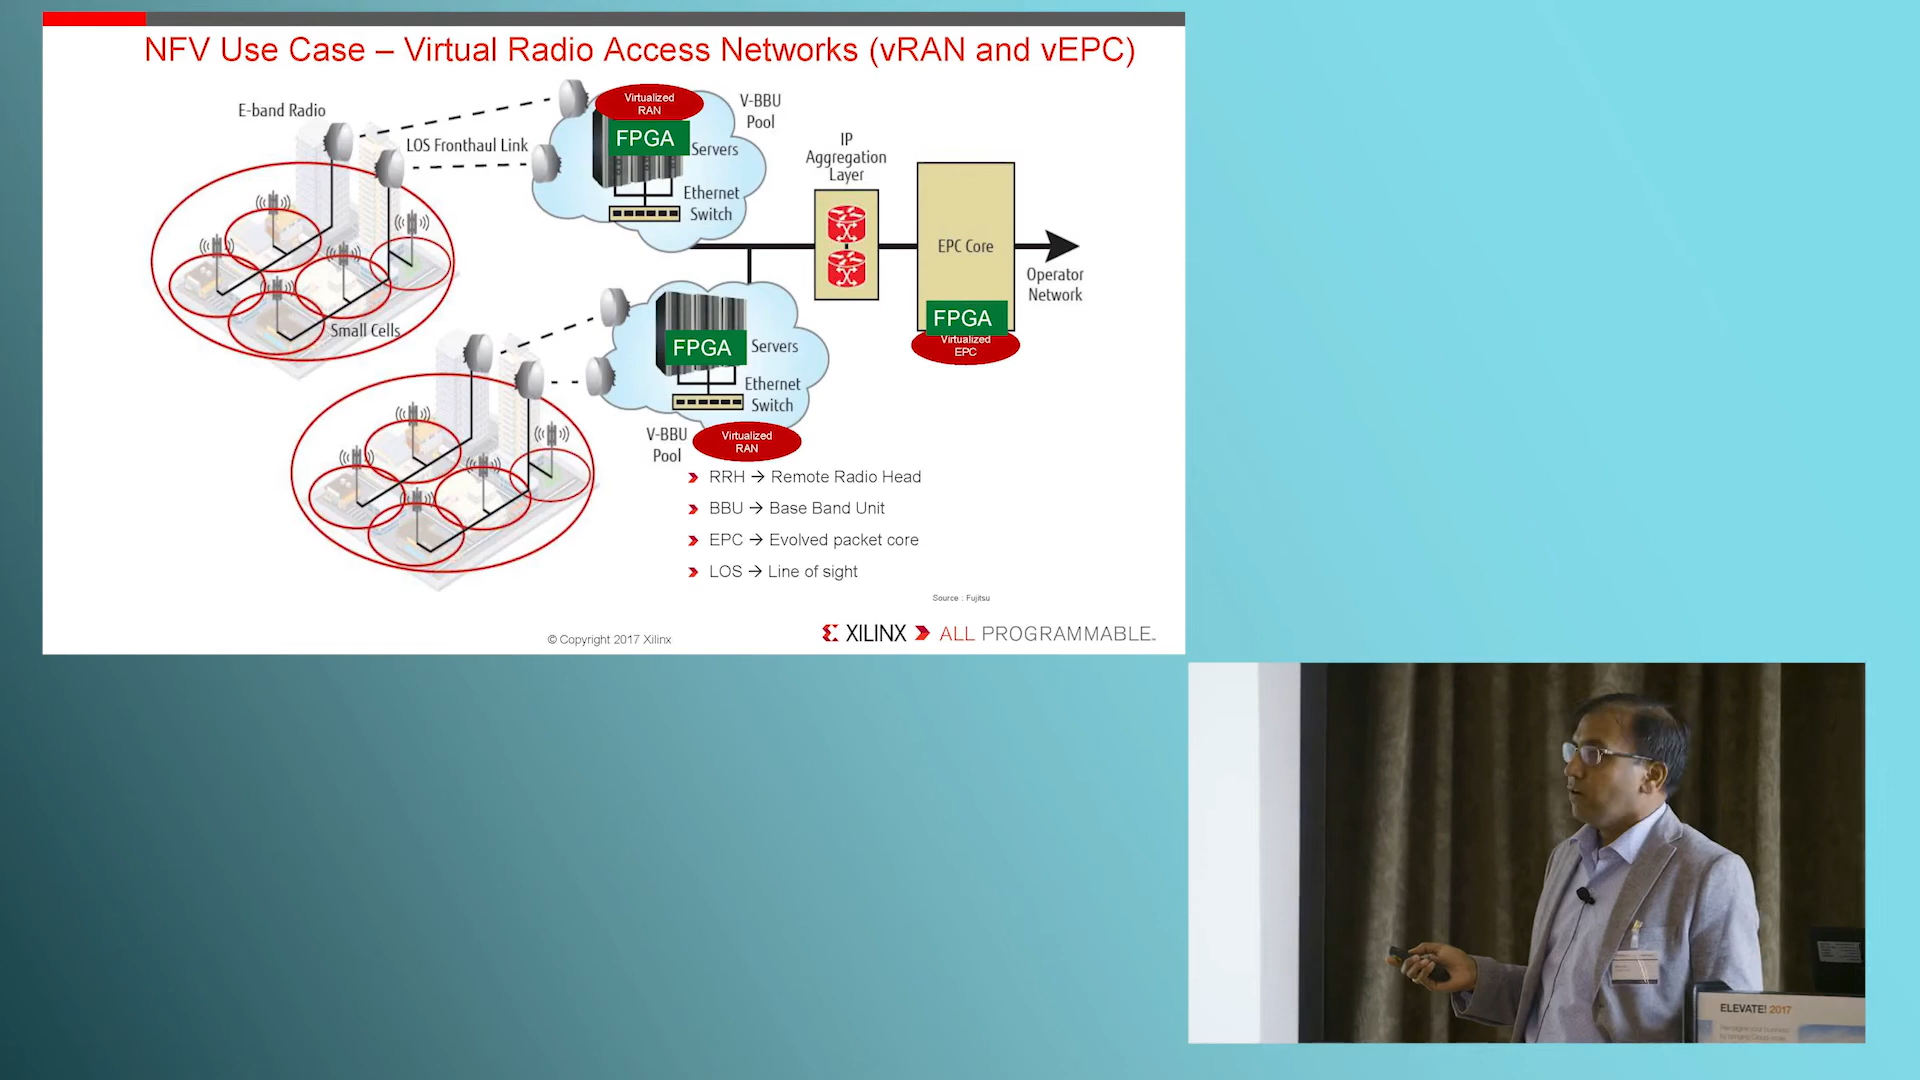 NFV Use Case – Virtual Radio Access Networks (vRAN and vEPC)
E-band Radio
LOS Fronthaul Link
Small Cells
Virtualized
RAN
FPGA
V-BBU
Pool
Servers
Ethernet
Switch
IP
Aggregation
Layer
EPC Core
FPGA
Virtualized
EPC
Operator
Network
FPGA
Servers
Ethernet
Switch
V-BBU
Pool
Virtualized
RAN
RRH → Remote Radio Head
BBU → Base Band Unit
EPC → Evolved packet core
LOS → Line of sight
Source : Fujitsu
© Copyright 2017 Xilinx
XILINX ALL PROGRAMMABLE™
ELEVATE! 2017